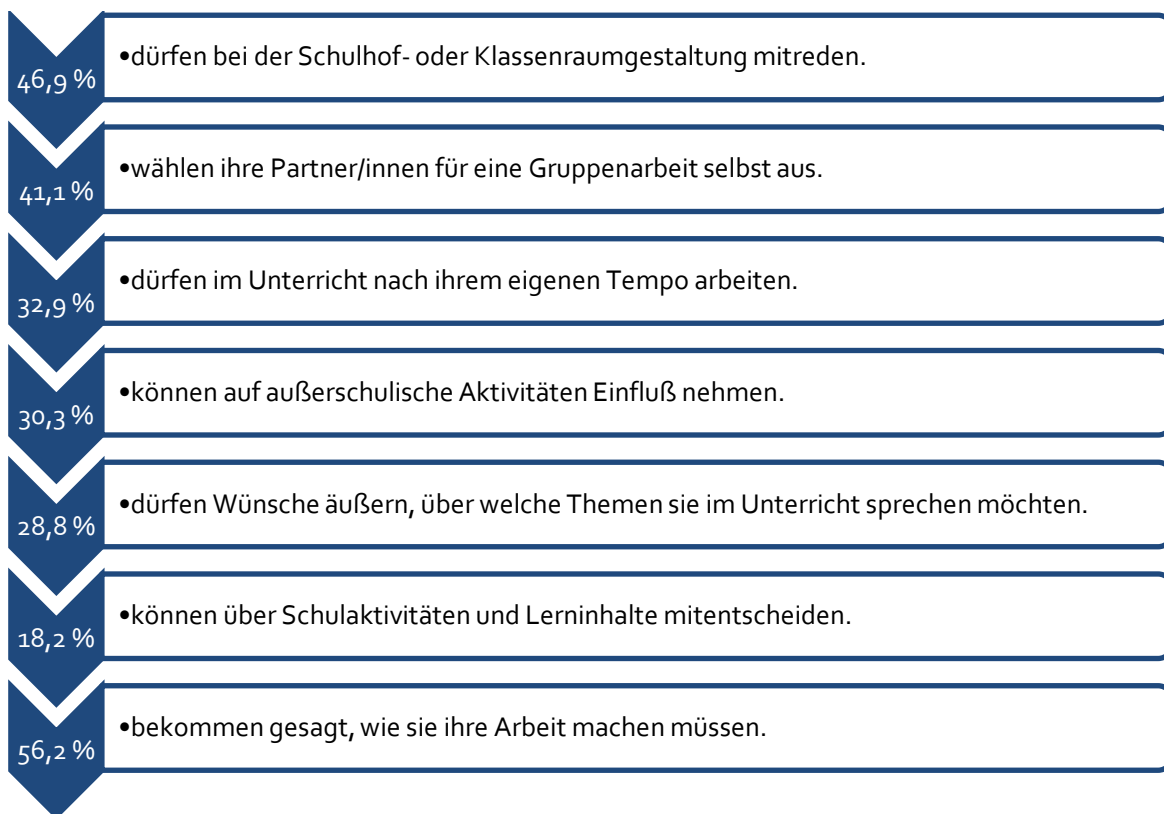 46,9 %
•dürfen bei der Schulhof- oder Klassenraumgestaltung mitreden.
41,1 %
•wählen ihre Partner/innen für eine Gruppenarbeit selbst aus.
32,9 %
•dürfen im Unterricht nach ihrem eigenen Tempo arbeiten.
30,3 %
•können auf außerschulische Aktivitäten Einfluß nehmen.
28,8 %
•dürfen Wünsche äußern, über welche Themen sie im Unterricht sprechen möchten.
18,2 %
•können über Schulaktivitäten und Lerninhalte mitentscheiden.
56,2 %
•bekommen gesagt, wie sie ihre Arbeit machen müssen.